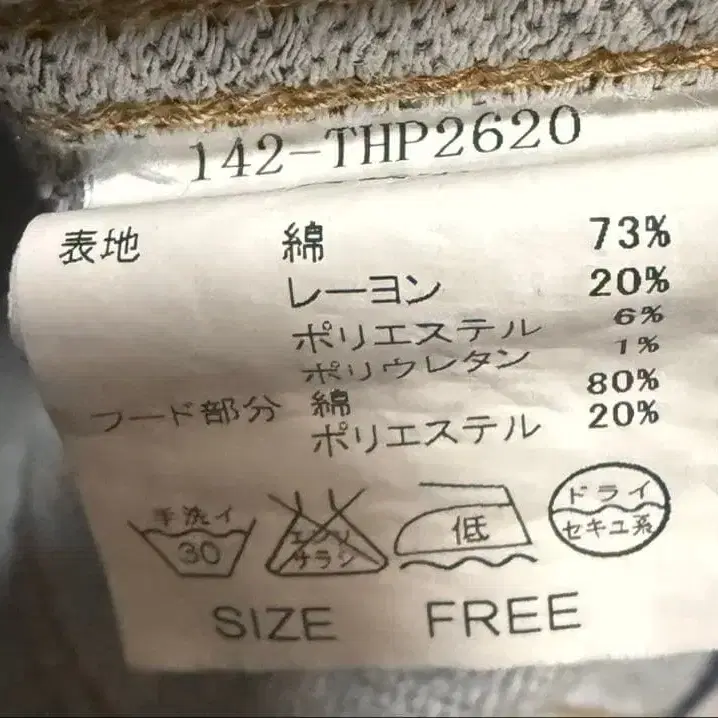 142-THP2620
表地 綿 73%
レーヨン 20%
ポリエステル 6%
ポリウレタン 1%
フード部分 綿 80%
ポリエステル 20%
手洗イ
30
エンソ
サラシ
低
ドライ
セキユ系
SIZE FREE